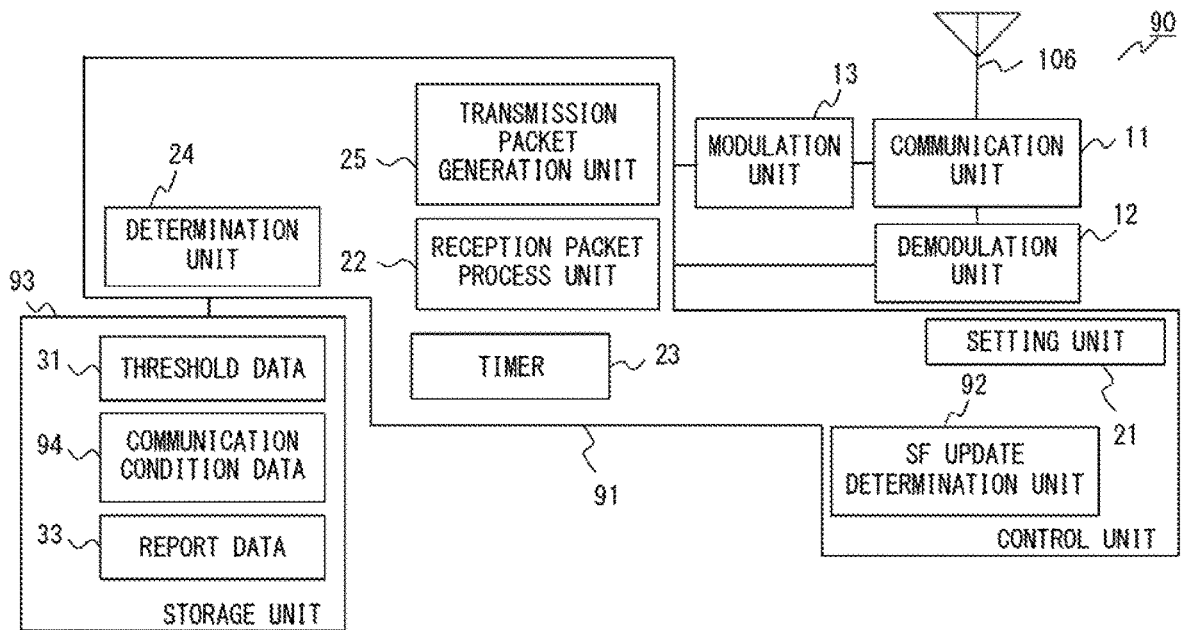 90
106
13
TRANSMISSION
PACKET
GENERATION UNIT
25
MODULATION
UNIT
COMMUNICATION
UNIT
11
24
DETERMINATION
UNIT
22
RECEPTION PACKET
PROCESS UNIT
12
DEMODULATION
UNIT
93
31
THRESHOLD DATA
TIMER
23
SETTING UNIT
21
92
94
COMMUNICATION
CONDITION DATA
91
SF UPDATE
DETERMINATION UNIT
33
REPORT DATA
CONTROL UNIT
STORAGE UNIT